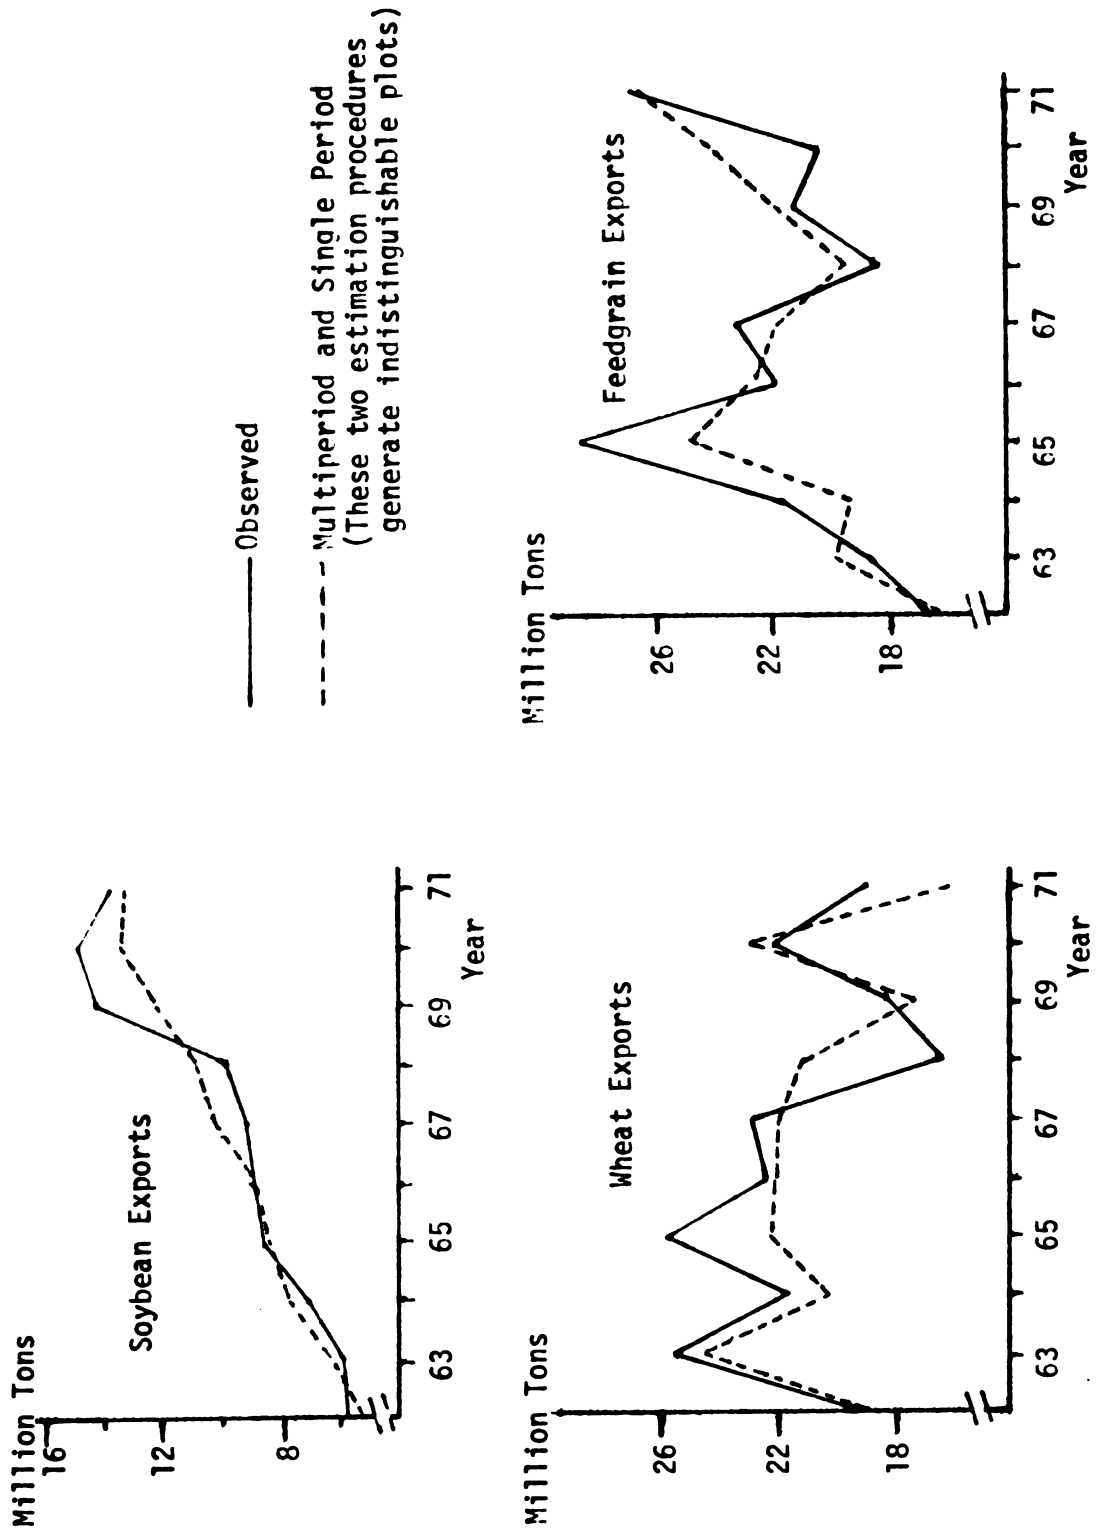 Million Tons
16
12
8
Soybean Exports
63
65
67
69
71
Year
Observed
Multiperiod and Single Period
(These two estimation procedures
generate indistinguishable plots)
Million Tons
26
22
18
Wheat Exports
63
65
67
69
71
Year
Million Tons
26
22
18
Feedgrain Exports
63
65
67
69
71
Year